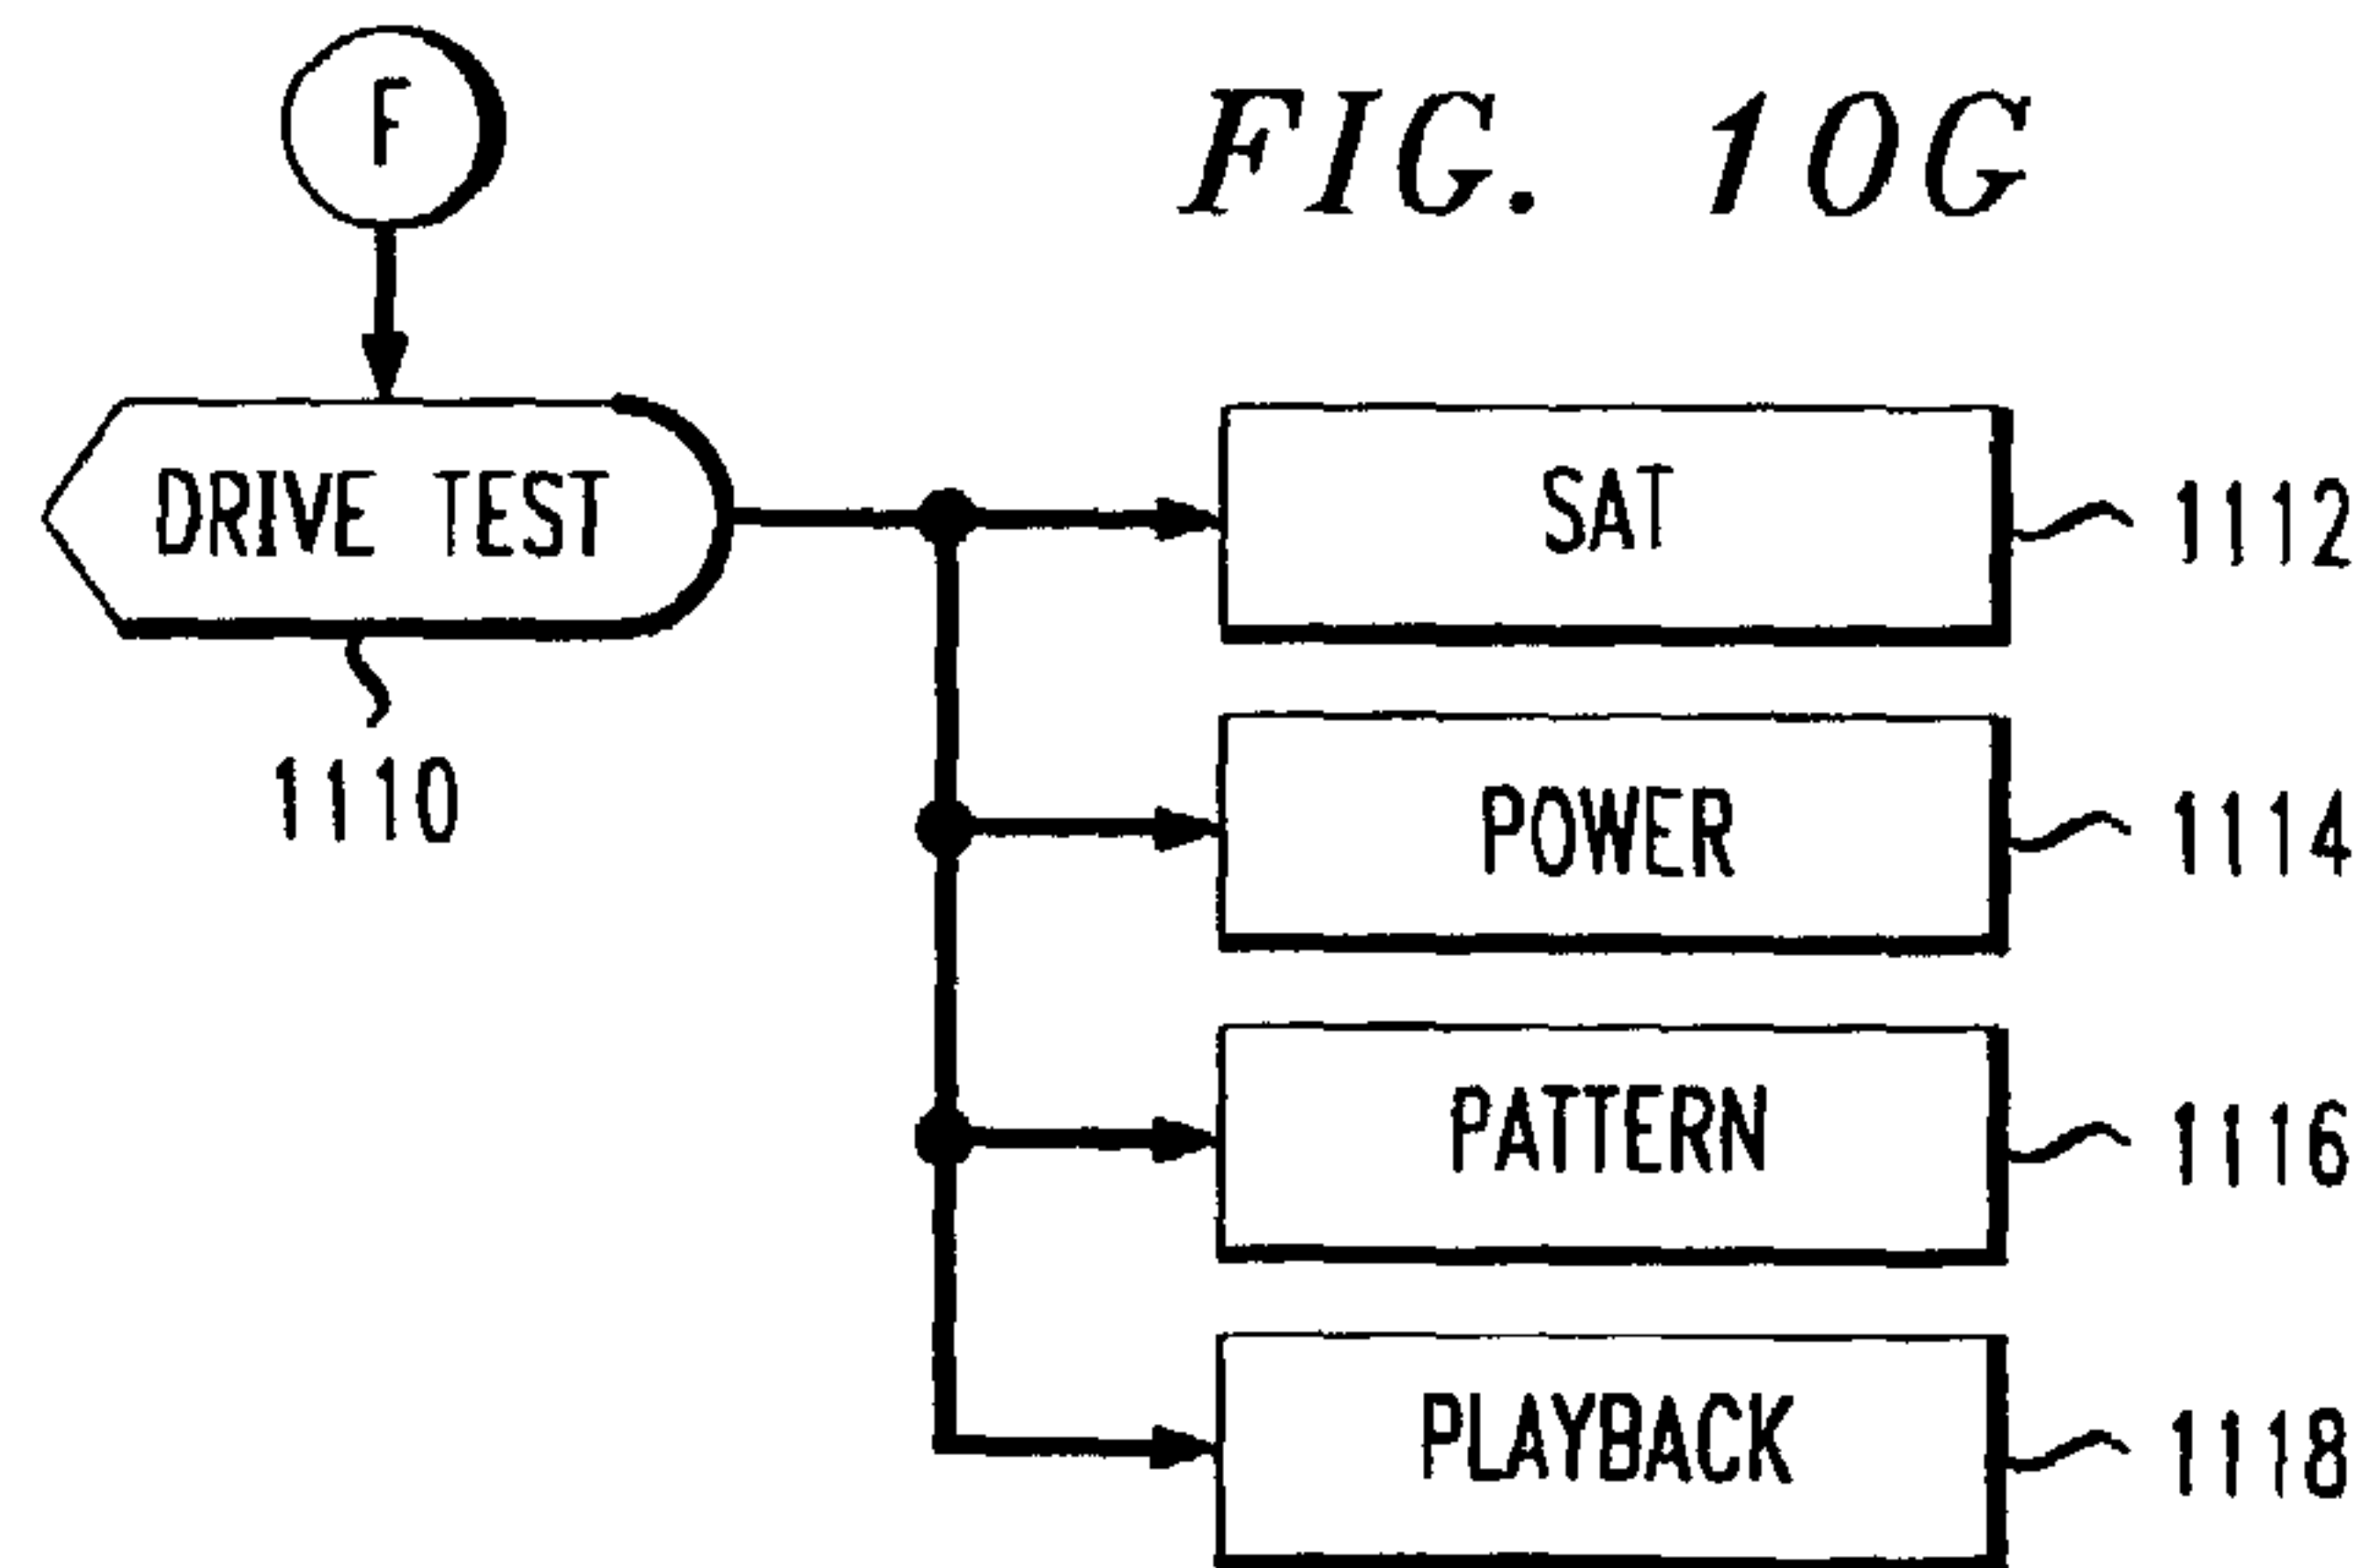 F
FIG. 10G
DRIVE TEST
1110
SAT
1112
POWER
1114
PATTERN
1116
PLAYBACK
1118